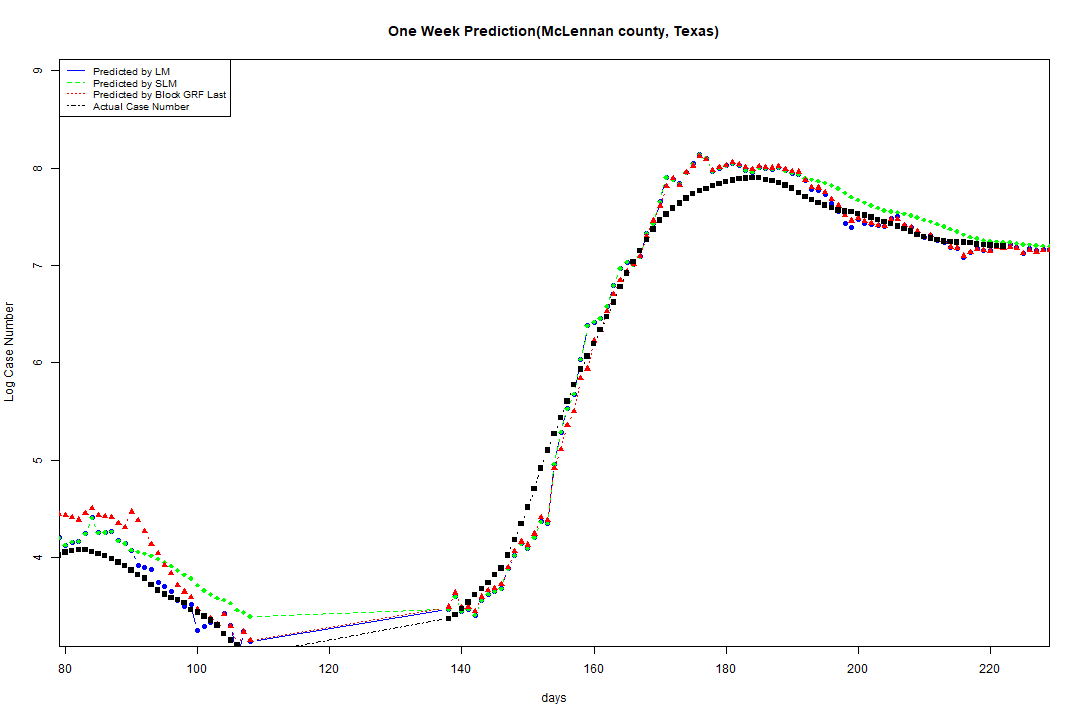 One Week Prediction(McLennan county, Texas)
Predicted by LM
Predicted by SLM
Predicted by Block GRF Last
Actual Case Number
9
8
7
6
5
4
Log Case Number
80 100 120 140 160 180 200 220
days